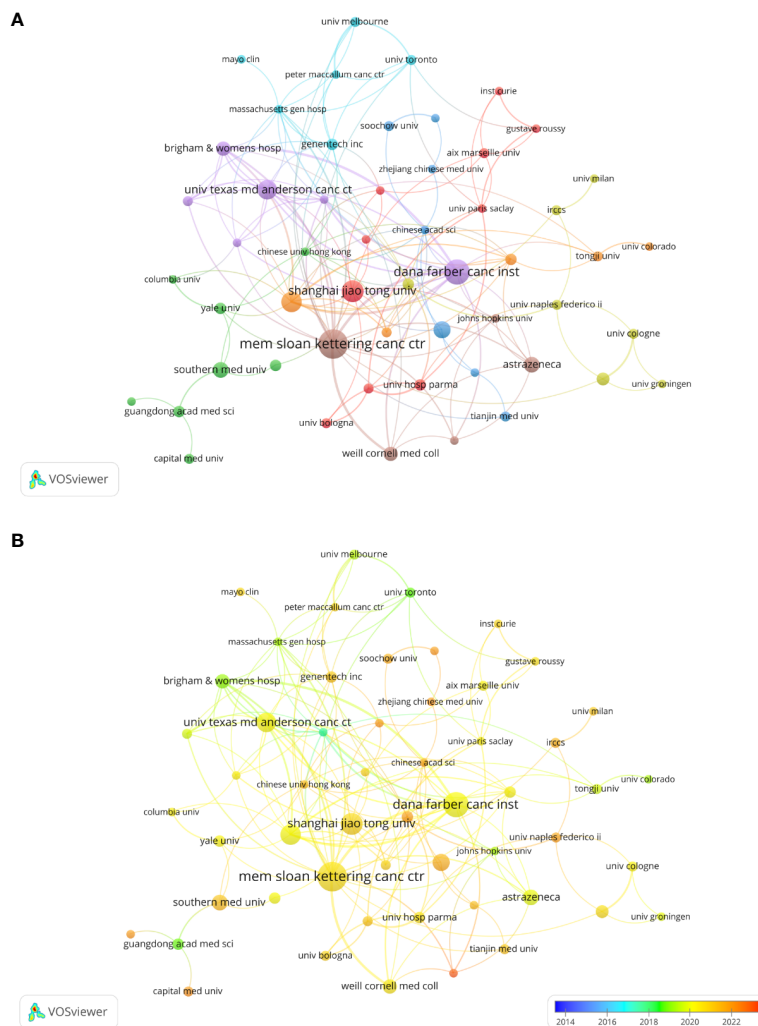 A
univ melbourne
mayo clin
univ toronto
peter maccallum canc ctr
inst curie
massachusetts gen hosp
soochow univ
gustave roussy
brigham & womens hosp
genentech inc
aix marseille univ
zhejiang chinese med univ
univ milan
univ texas md anderson canc ct
univ paris saclay
irccs
chinese acad sci
chinese univ hong kong
univ colorado
tongji univ
columbia univ
dana farber canc inst
shanghai jiao tong univ
univ naples federico ii
yale univ
johns hopkins univ
univ cologne
mem sloan kettering canc ctr
astrazeneca
southern med univ
univ groningen
univ hosp parma
guangdong acad med sci
tianjin med univ
univ bologna
weill cornell med coll
capital med univ
VOSviewer
B
univ melbourne
mayo clin
univ toronto
peter maccallum canc ctr
inst curie
massachusetts gen hosp
soochow univ
gustave roussy
brigham & womens hosp
genentech inc
aix marseille univ
zhejiang chinese med univ
univ milan
univ texas md anderson canc ct
univ paris saclay
irccs
chinese acad sci
chinese univ hong kong
univ colorado
tongji univ
columbia univ
dana farber canc inst
shanghai jiao tong univ
univ naples federico ii
yale univ
johns hopkins univ
univ cologne
mem sloan kettering canc ctr
astrazeneca
southern med univ
univ groningen
univ hosp parma
guangdong acad med sci
tianjin med univ
univ bologna
weill cornell med coll
capital med univ
VOSviewer
2014 2016 2018 2020 2022